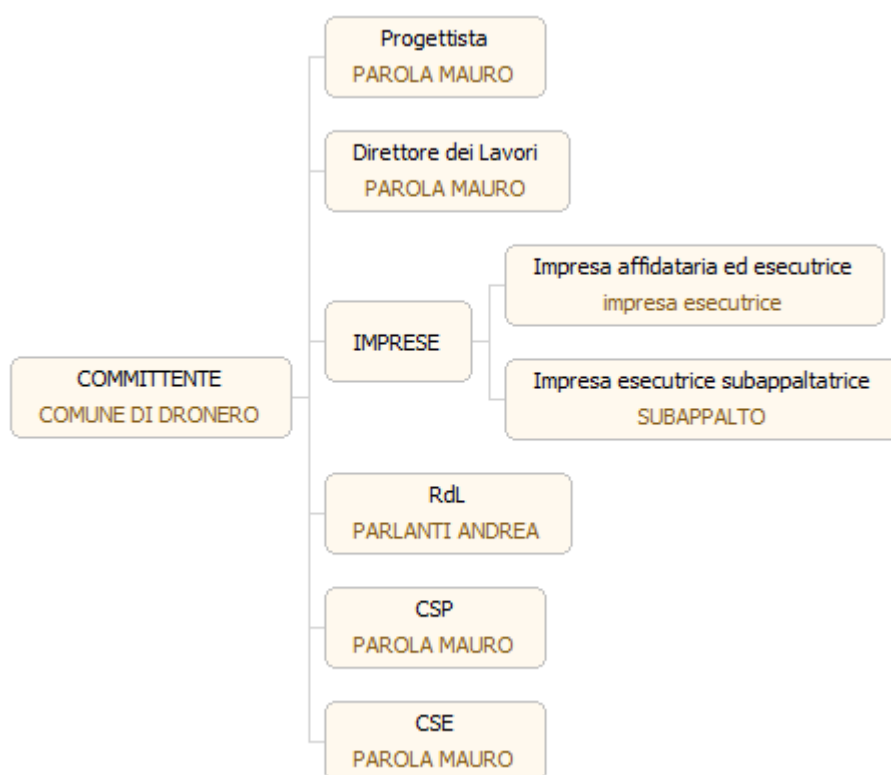 Progettista
PAROLA MAURO
Direttore dei Lavori
PAROLA MAURO
Impresa affidataria ed esecutrice
impresa esecutrice
IMPRESE
COMMITTENTE
COMUNE DI DRONERO
Impresa esecutrice subappaltatrice
SUBAPPALTO
RdL
PARLANTI ANDREA
CSP
PAROLA MAURO
CSE
PAROLA MAURO